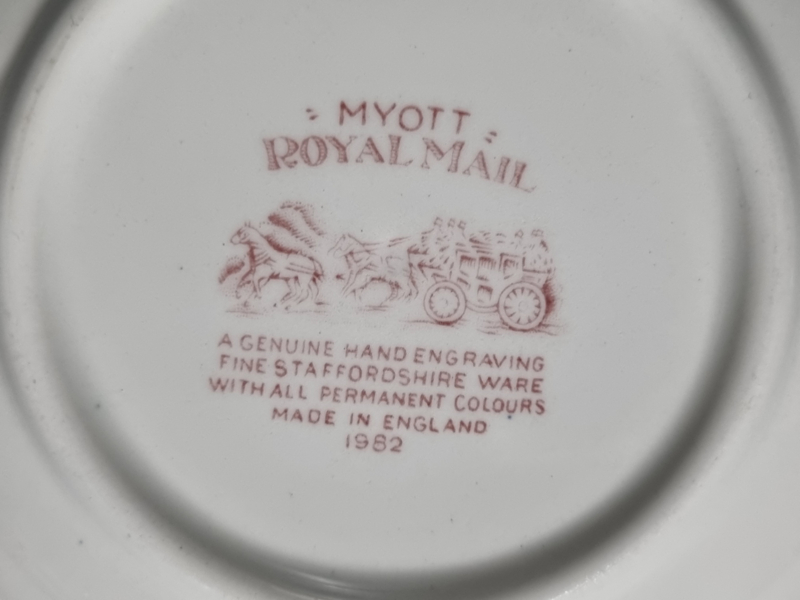 MYOTT
ROYAL MAIL
A GENUINE HAND ENGRAVING
FINE STAFFORDSHIRE WARE
WITH ALL PERMANENT COLOURS
MADE IN ENGLAND
1982